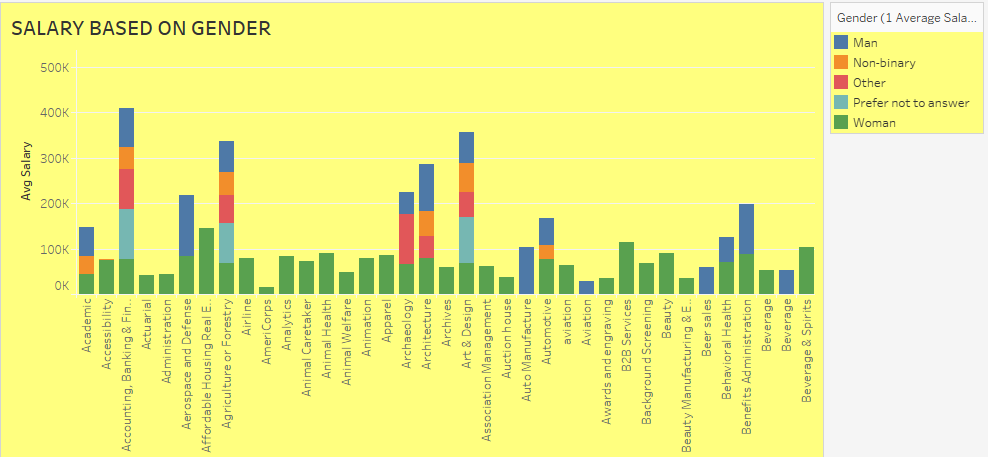 SALARY BASED ON GENDER
Gender (1 Average Sala...
Man
Non-binary
Other
Prefer not to answer
Woman
Avg Salary
500K
400K
300K
200K
100K
0K
Academic
Accessibility
Accounting, Banking & Fin..
Actuarial
Administration
Aerospace and Defense
Affordable Housing Real E..
Agriculture or Forestry
Airline
AmeriCorps
Analytics
Animal Caretaker
Animal Health
Animal Welfare
Animation
Apparel
Archaeology
Architecture
Archives
Art & Design
Association Management
Auction house
Auto Manufacture
Automotive
aviation
Aviation
Awards and engraving
B2B Services
Background Screening
Beauty
Beauty Manufacturing & E..
Beer sales
Behavioral Health
Benefits Administration
Beverage
Beverage
Beverage & Spirits